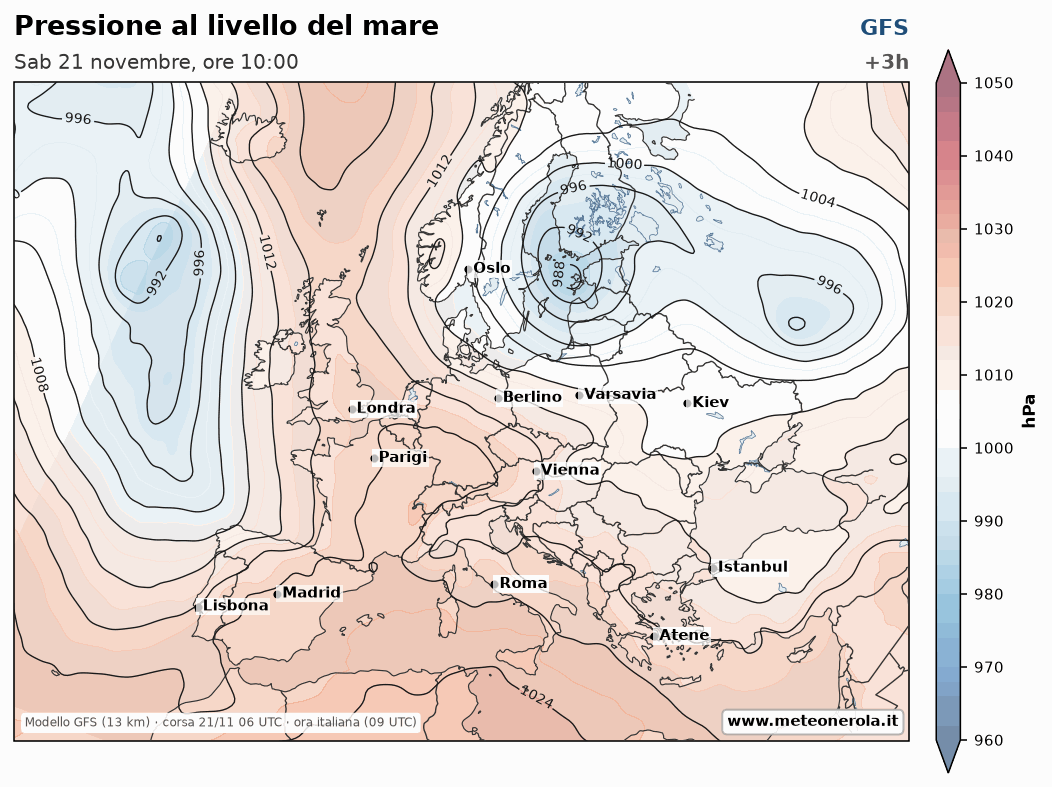 Pressione al livello del mare
GFS
Sab 21 novembre, ore 10:00
+3h
1050
1040
1030
1020
1010
1000
990
980
970
960
hPa
996
1012
1000
1004
996
992
988
996
1012
996
992
1008
1024
Oslo
Londra
Berlino
Varsavia
Kiev
Parigi
Vienna
Istanbul
Roma
Madrid
Lisbona
Atene
Modello GFS (13 km) · corsa 21/11 06 UTC · ora italiana (09 UTC)
www.meteonerola.it